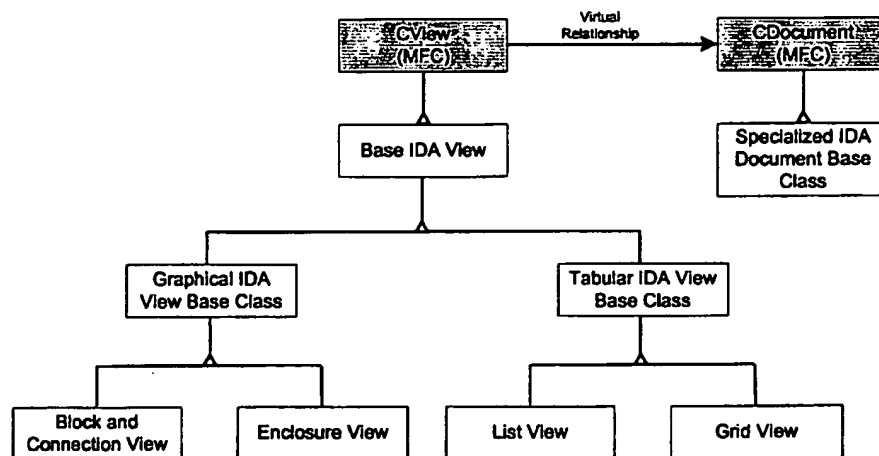 CView
(MFC)
Virtual
Relationship
CDocument
(MFC)
Base IDA View
Specialized IDA
Document Base
Class
Graphical IDA
View Base Class
Tabular IDA View
Base Class
Block and
Connection View
Enclosure View
List View
Grid View